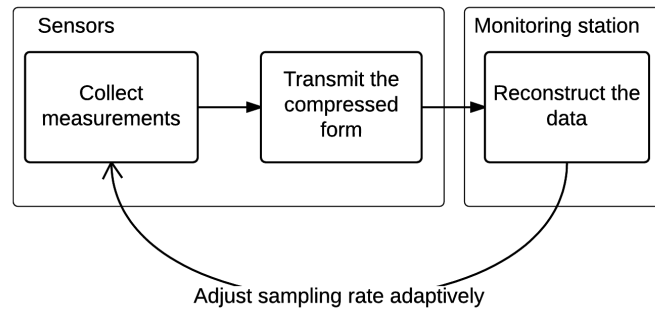 Sensors
Collect
measurements
Transmit the
compressed
form
Monitoring station
Reconstruct the
data
Adjust sampling rate adaptively